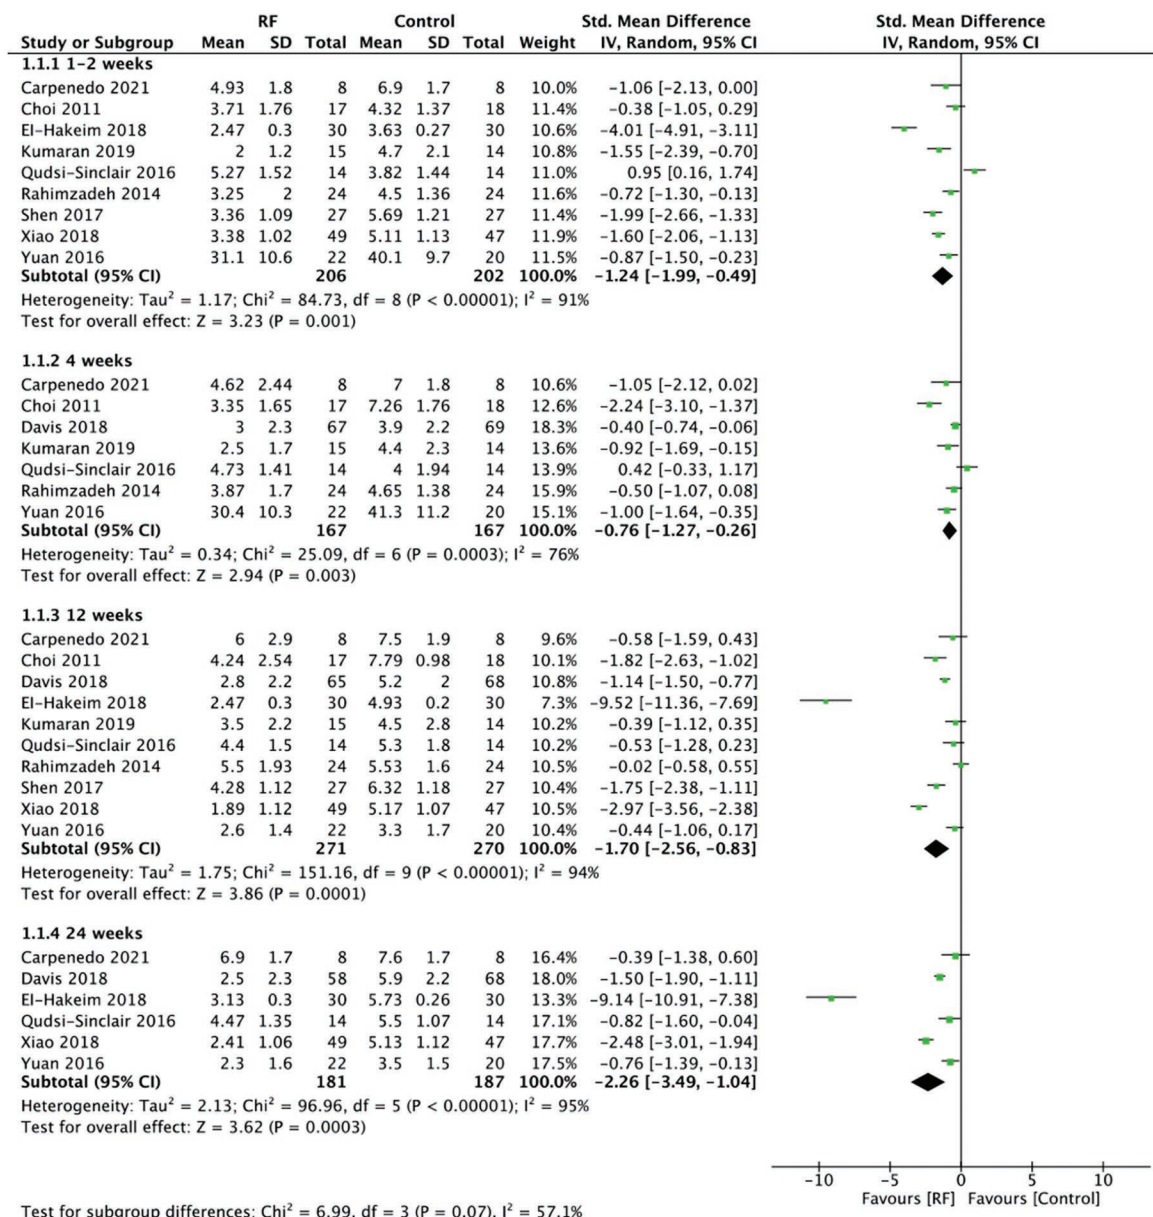 RF Control Std. Mean Difference Std. Mean Difference
Study or Subgroup Mean SD Total Mean SD Total Weight IV, Random, 95% CI IV, Random, 95% CI
1.1.1 1–2 weeks
Carpenedo 2021 4.93 1.8 8 6.9 1.7 8 10.0% −1.06 [−2.13, 0.00]
Choi 2011 3.71 1.76 17 4.32 1.37 18 11.4% −0.38 [−1.05, 0.29]
EI–Hakeim 2018 2.47 0.3 30 3.63 0.27 30 10.6% −4.01 [−4.91, −3.11]
Kumaran 2019 2 1.2 15 4.7 2.1 14 10.8% −1.55 [−2.39, −0.70]
Qudsi–Sinclair 2016 5.27 1.52 14 3.82 1.44 14 11.0% 0.95 [0.16, 1.74]
Rahimzadeh 2014 3.25 2 24 4.5 1.36 24 11.6% −0.72 [−1.30, −0.13]
Shen 2017 3.36 1.09 27 5.69 1.21 27 11.4% −1.99 [−2.66, −1.33]
Xiao 2018 3.38 1.02 49 5.11 1.13 47 11.9% −1.60 [−2.06, −1.13]
Yuan 2016 31.1 10.6 22 40.1 9.7 20 11.5% −0.87 [−1.50, −0.23]
Subtotal (95% CI) 206 202 100.0% −1.24 [−1.99, −0.49]
Heterogeneity: Tau² = 1.17; Chi² = 84.73, df = 8 (P < 0.00001); I² = 91%
Test for overall effect: Z = 3.23 (P = 0.001)
1.1.2 4 weeks
Carpenedo 2021 4.62 2.44 8 7 1.8 8 10.6% −1.05 [−2.12, 0.02]
Choi 2011 3.35 1.65 17 7.26 1.76 18 12.6% −2.24 [−3.10, −1.37]
Davis 2018 3 2.3 67 3.9 2.2 69 18.3% −0.40 [−0.74, −0.06]
Kumaran 2019 2.5 1.7 15 4.4 2.3 14 13.6% −0.92 [−1.69, −0.15]
Qudsi–Sinclair 2016 4.73 1.41 14 4 1.94 14 13.9% 0.42 [−0.33, 1.17]
Rahimzadeh 2014 3.87 1.7 24 4.65 1.38 24 15.9% −0.50 [−1.07, 0.08]
Yuan 2016 30.4 10.3 22 41.3 11.2 20 15.1% −1.00 [−1.64, −0.35]
Subtotal (95% CI) 167 167 100.0% −0.76 [−1.27, −0.26]
Heterogeneity: Tau² = 0.34; Chi² = 25.09, df = 6 (P = 0.0003); I² = 76%
Test for overall effect: Z = 2.94 (P = 0.003)
1.1.3 12 weeks
Carpenedo 2021 6 2.9 8 7.5 1.9 8 9.6% −0.58 [−1.59, 0.43]
Choi 2011 4.24 2.54 17 7.79 0.98 18 10.1% −1.82 [−2.63, −1.02]
Davis 2018 2.8 2.2 65 5.2 2 68 10.8% −1.14 [−1.50, −0.77]
EI–Hakeim 2018 2.47 0.3 30 4.93 0.2 30 7.3% −9.52 [−11.36, −7.69]
Kumaran 2019 3.5 2.2 15 4.5 2.8 14 10.2% −0.39 [−1.12, 0.35]
Qudsi–Sinclair 2016 4.4 1.5 14 5.3 1.8 14 10.2% −0.53 [−1.28, 0.23]
Rahimzadeh 2014 5.5 1.93 24 5.53 1.6 24 10.5% −0.02 [−0.58, 0.55]
Shen 2017 4.28 1.12 27 6.32 1.18 27 10.4% −1.75 [−2.38, −1.11]
Xiao 2018 1.89 1.12 49 5.17 1.07 47 10.5% −2.97 [−3.56, −2.38]
Yuan 2016 2.6 1.4 22 3.3 1.7 20 10.4% −0.44 [−1.06, 0.17]
Subtotal (95% CI) 271 270 100.0% −1.70 [−2.56, −0.83]
Heterogeneity: Tau² = 1.75; Chi² = 151.16, df = 9 (P < 0.00001); I² = 94%
Test for overall effect: Z = 3.86 (P = 0.0001)
1.1.4 24 weeks
Carpenedo 2021 6.9 1.7 8 7.6 1.7 8 16.4% −0.39 [−1.38, 0.60]
Davis 2018 2.5 2.3 58 5.9 2.2 68 18.0% −1.50 [−1.90, −1.11]
EI–Hakeim 2018 3.13 0.3 30 5.73 0.26 30 13.3% −9.14 [−10.91, −7.38]
Qudsi–Sinclair 2016 4.47 1.35 14 5.5 1.07 14 17.1% −0.82 [−1.60, −0.04]
Xiao 2018 2.41 1.06 49 5.13 1.12 47 17.7% −2.48 [−3.01, −1.94]
Yuan 2016 2.3 1.6 22 3.5 1.5 20 17.5% −0.76 [−1.39, −0.13]
Subtotal (95% CI) 181 187 100.0% −2.26 [−3.49, −1.04]
Heterogeneity: Tau² = 2.13; Chi² = 96.96, df = 5 (P < 0.00001); I² = 95%
Test for overall effect: Z = 3.62 (P = 0.0003)
−10 −5 0 5 10
Favours [RF] Favours [Control]
Test for subgroup differences: Chi² = 6.99, df = 3 (P = 0.07), I² = 57.1%